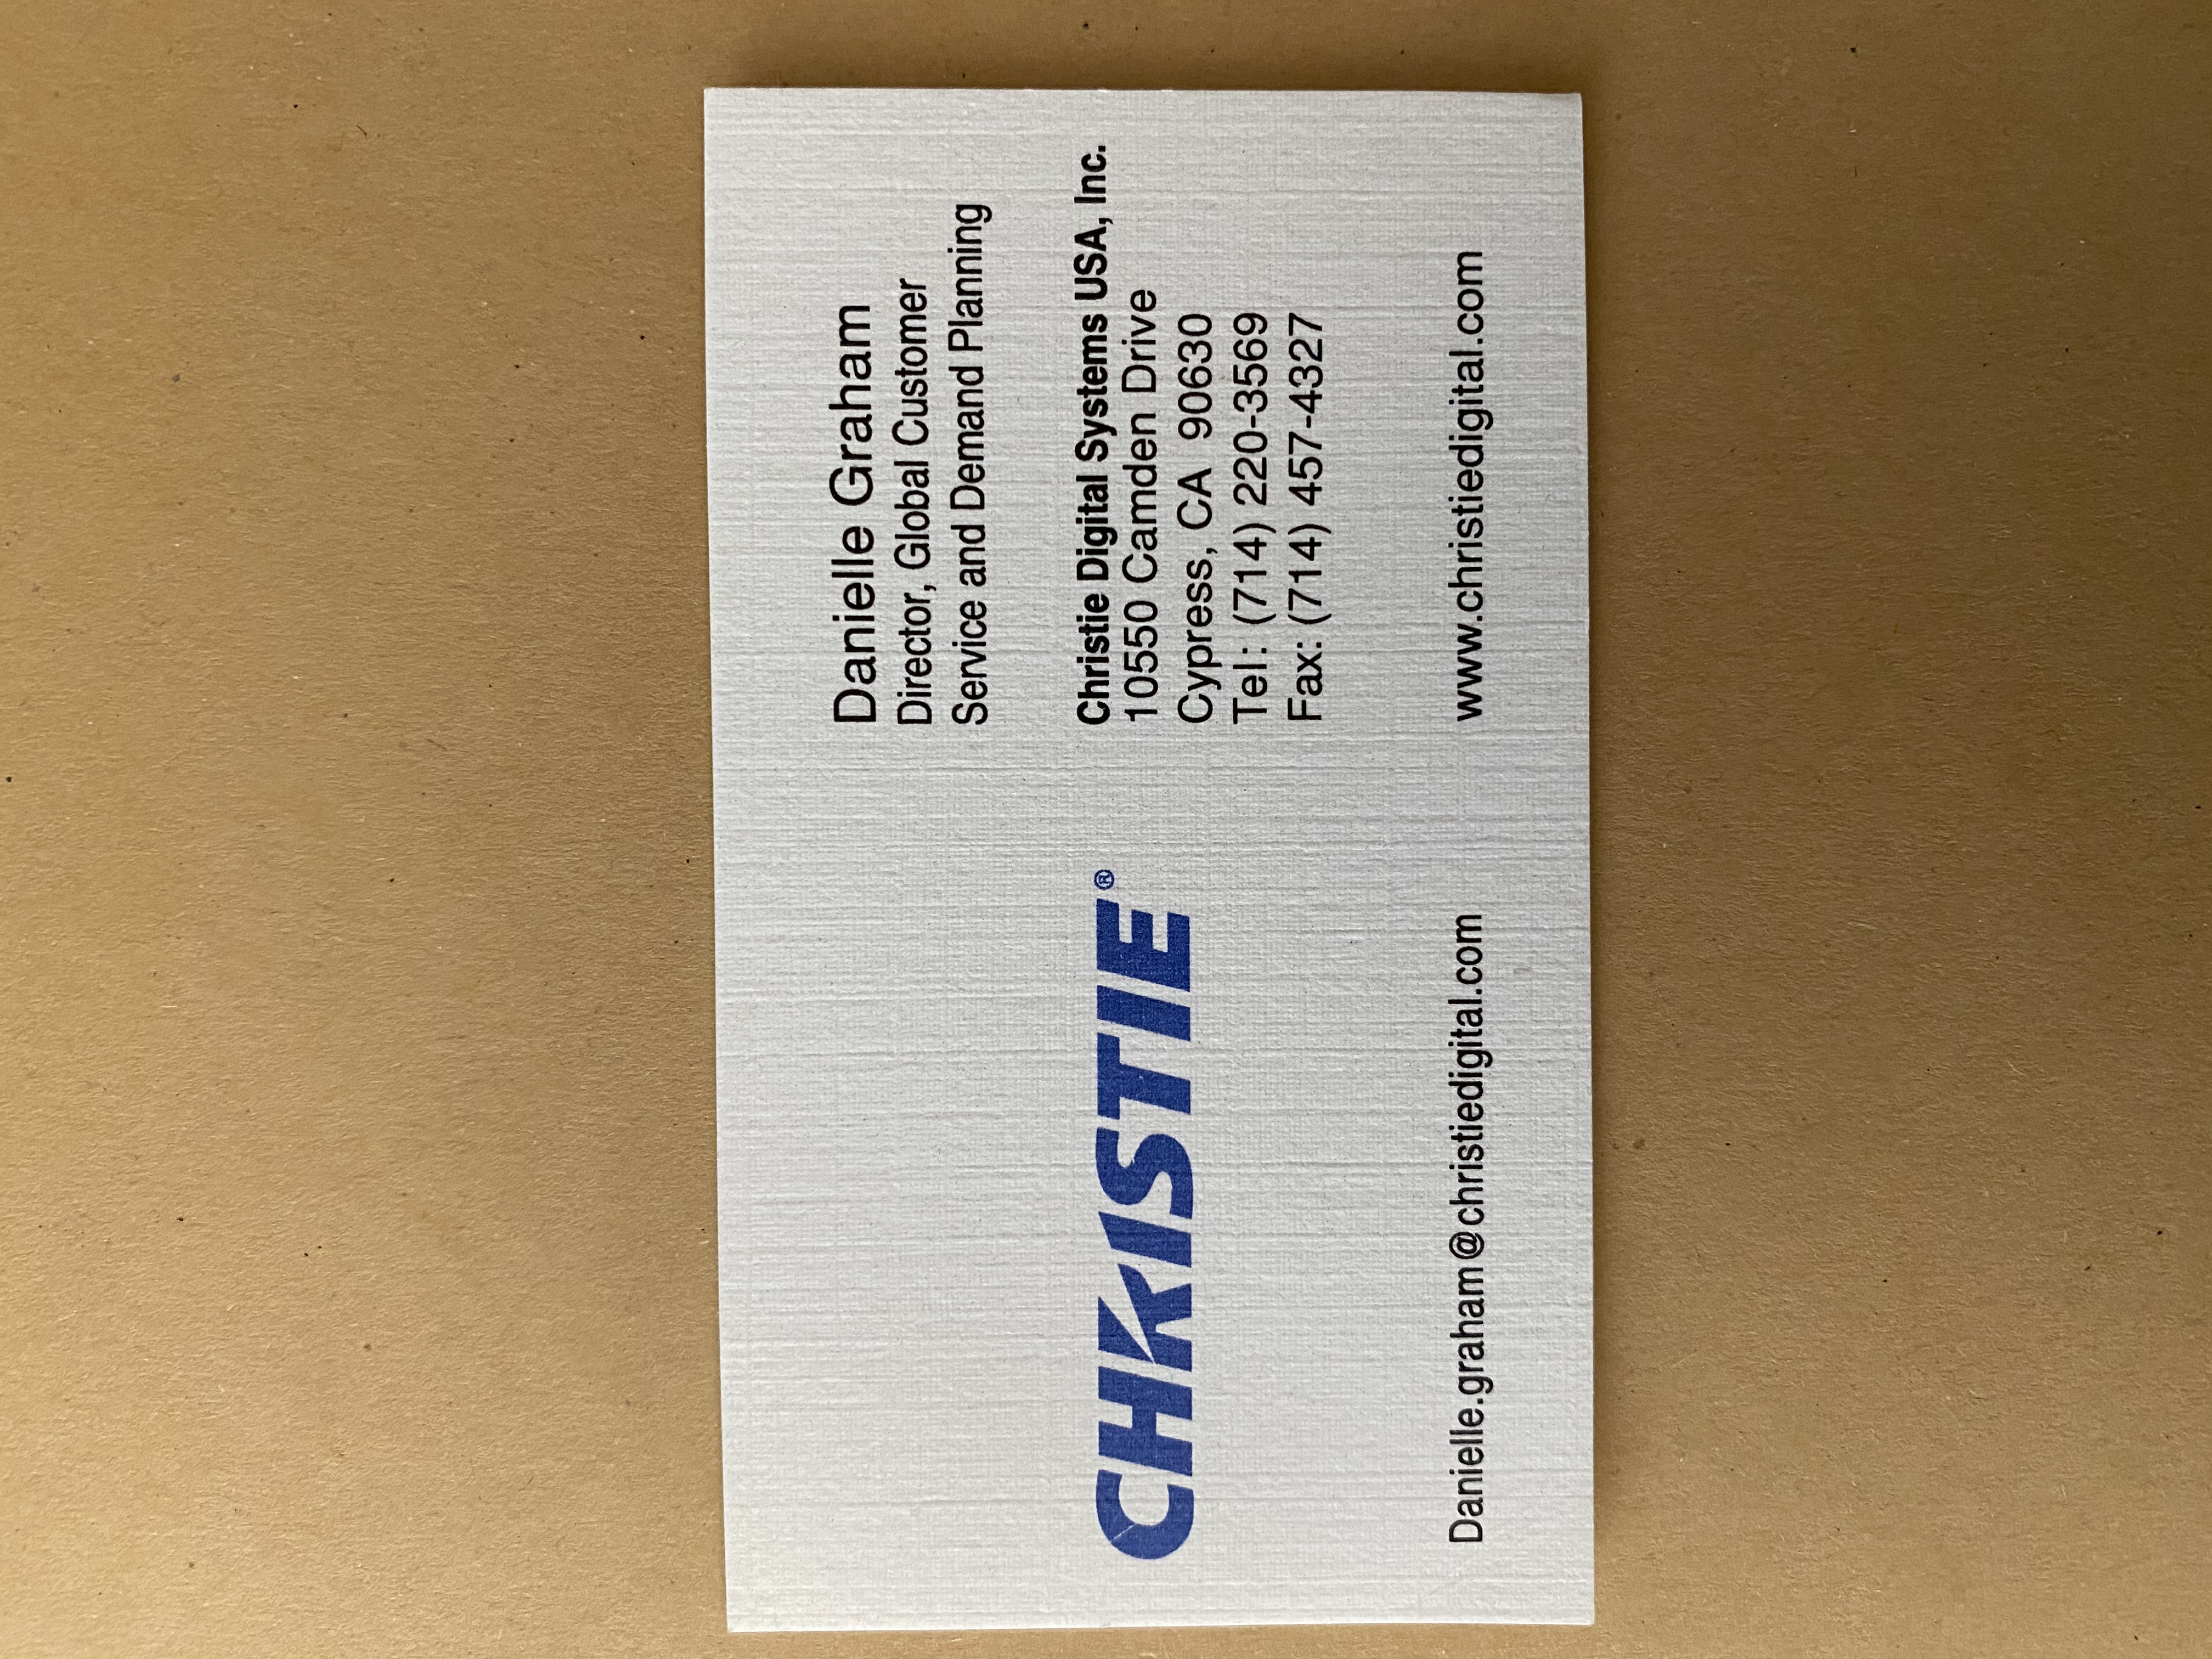 Danielle Graham
Director, Global Customer
Service and Demand Planning
CHRISTIE®
Christie Digital Systems USA, Inc.
10550 Camden Drive
Cypress, CA  90630
Tel: (714) 220-3569
Fax: (714) 457-4327
Danielle.graham@christiedigital.com
www.christiedigital.com